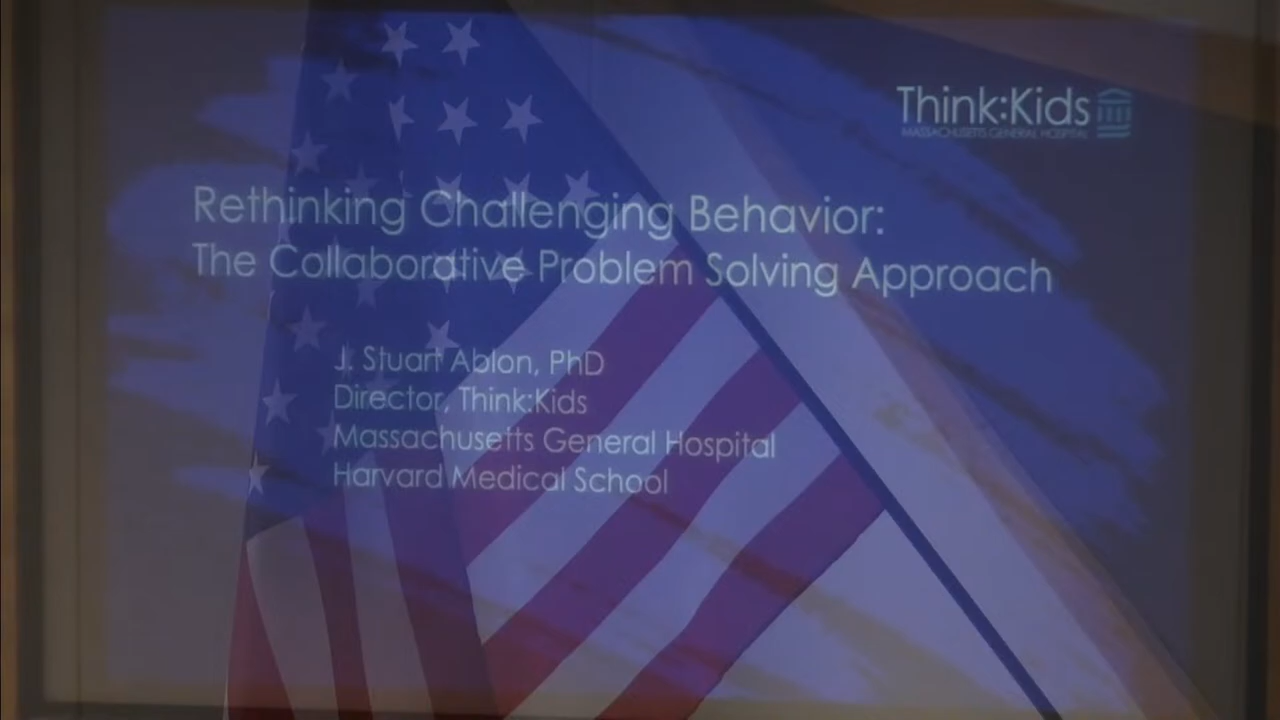 Think:Kids
MASSACHUSETTS GENERAL HOSPITAL
Rethinking Challenging Behavior:
The Collaborative Problem Solving Approach
J. Stuart Ablon, PhD
Director, Think:Kids
Massachusetts General Hospital
Harvard Medical School